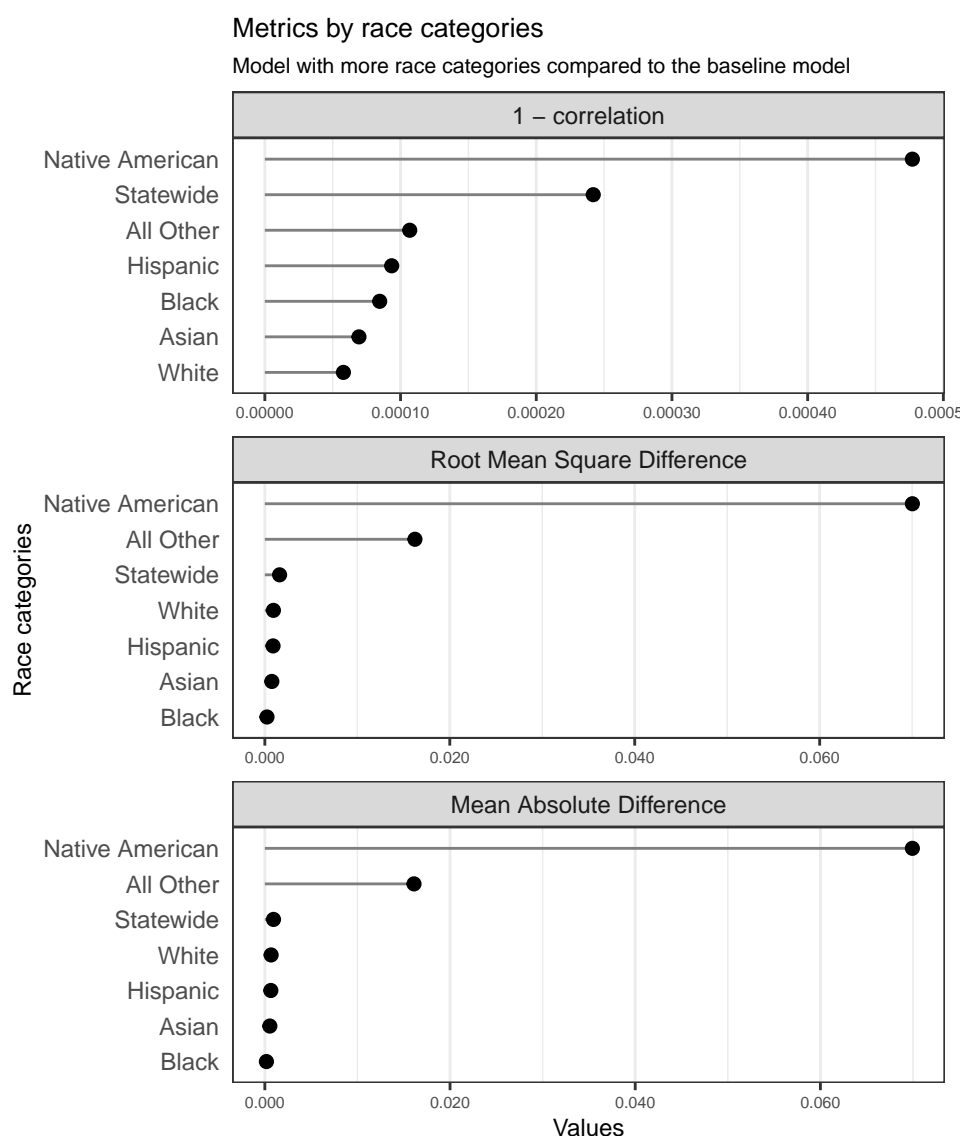 Metrics by race categories
Model with more race categories compared to the baseline model
1 − correlation
Native American
Statewide
All Other
Hispanic
Black
Asian
White
0.00000 0.00010 0.00020 0.00030 0.00040 0.0005
Root Mean Square Difference
Native American
All Other
Statewide
White
Hispanic
Asian
Black
0.000 0.020 0.040 0.060
Race categories
Mean Absolute Difference
Native American
All Other
Statewide
White
Hispanic
Asian
Black
0.000 0.020 0.040 0.060
Values